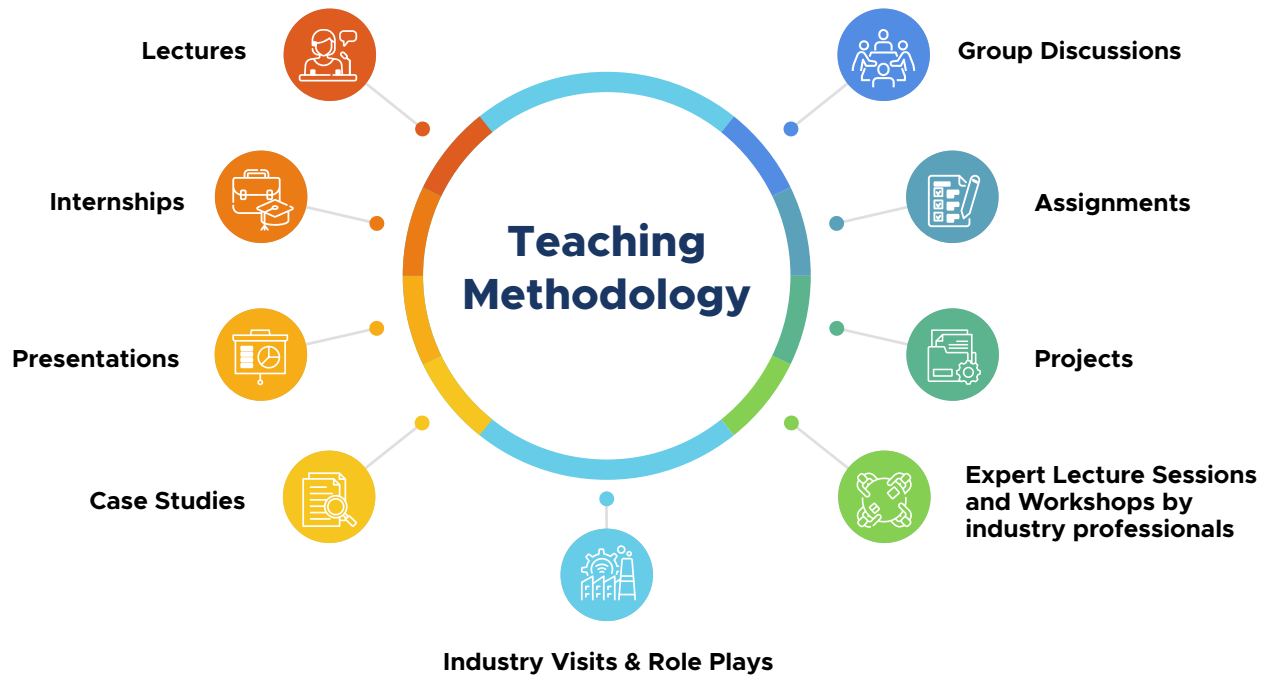 Lectures
Group Discussions
Internships
Assignments
Teaching
Methodology
Presentations
Projects
Case Studies
Expert Lecture Sessions
and Workshops by
industry professionals
Industry Visits & Role Plays